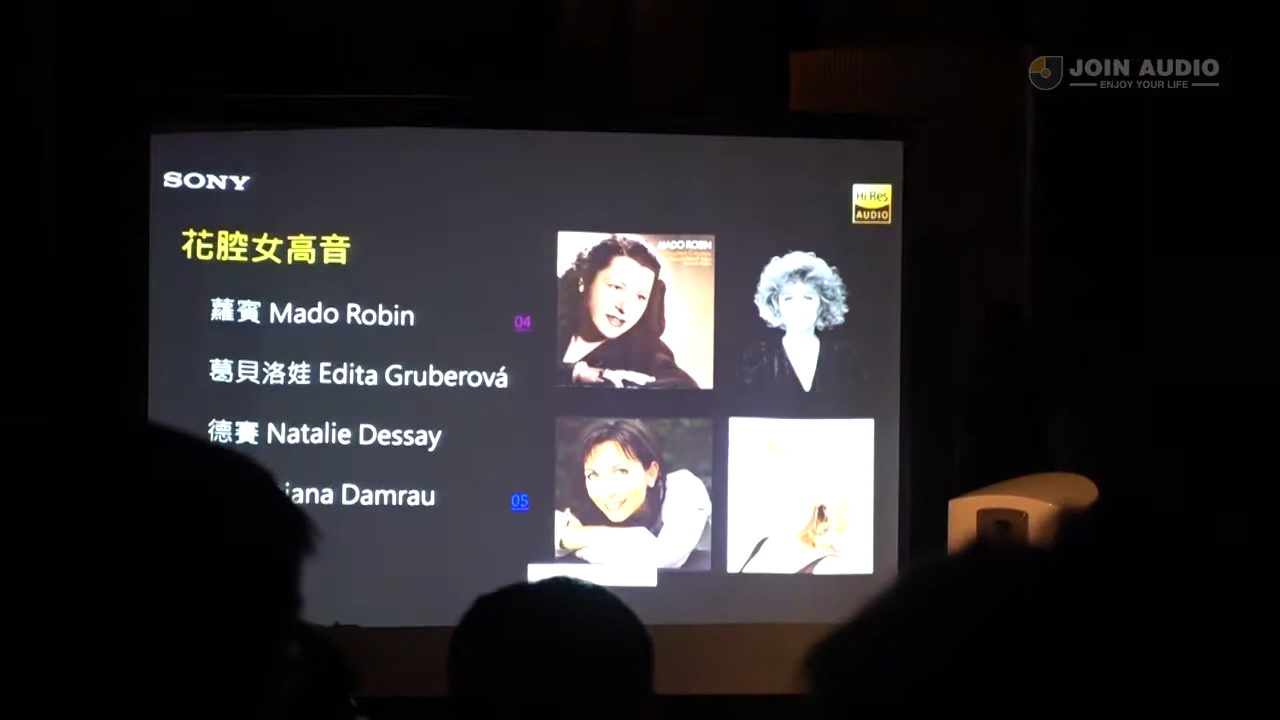 JOIN AUDIO
ENJOY YOUR LIFE
SONY
Hi Res
AUDIO
花腔女高音
蘿賓 Mado Robin
04
葛貝洛娃 Edita Gruberová
德賽 Natalie Dessay
iana Damrau
05
MADO ROBIN